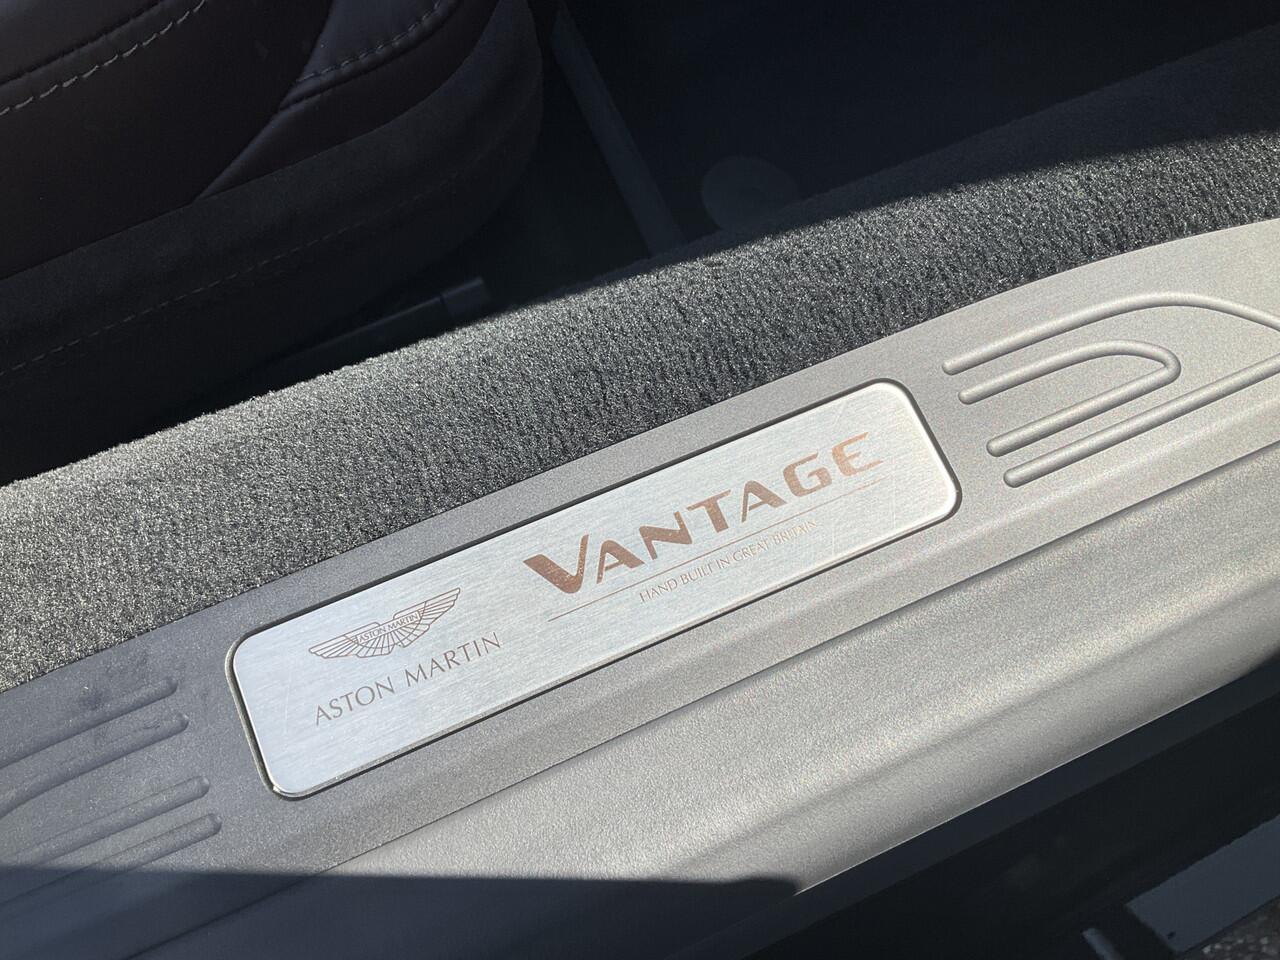 ASTON MARTIN
ASTON MARTIN
VANTAGE
HAND BUILT IN GREAT BRITAIN